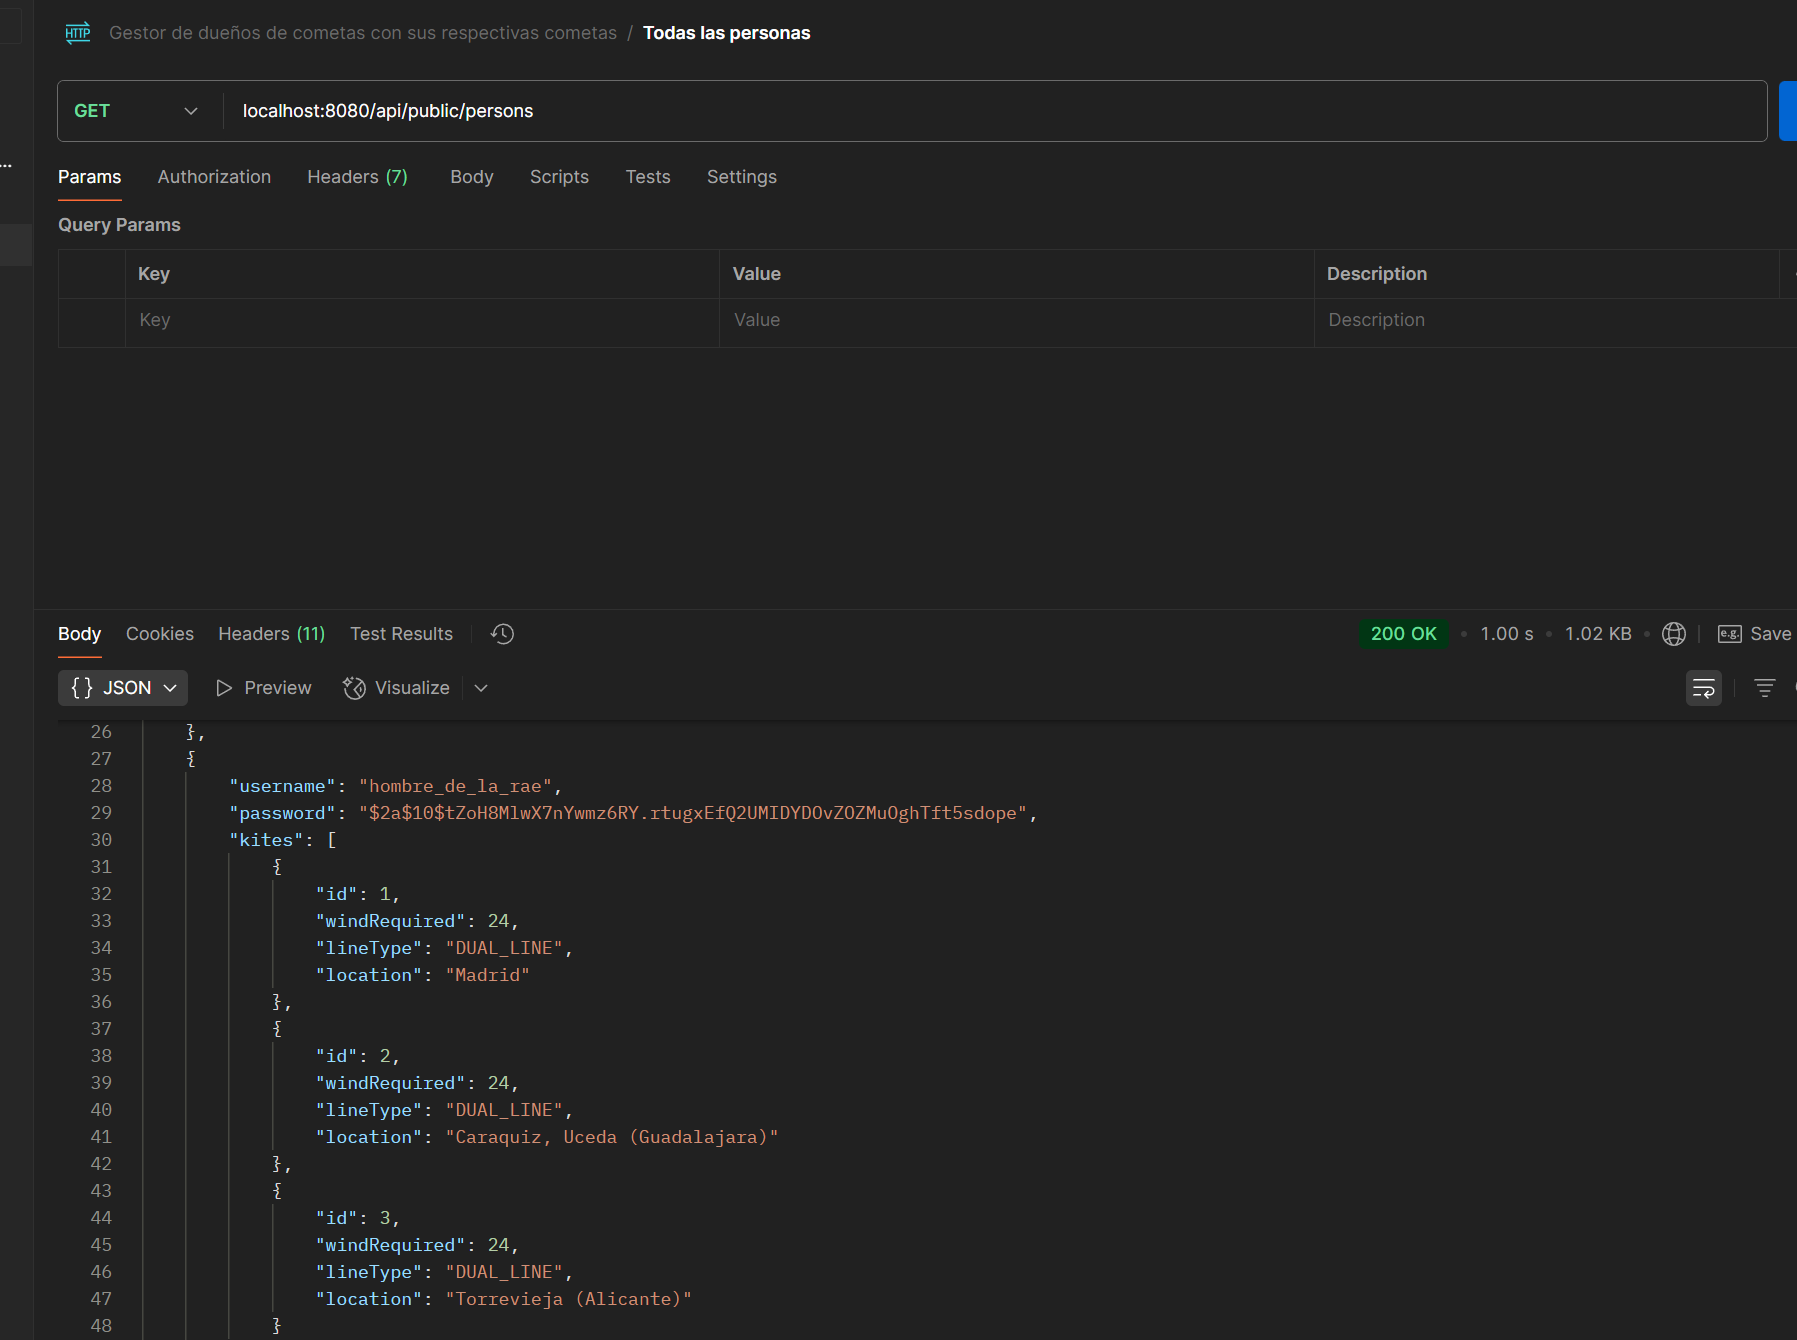 HTTP Gestor de dueños de cometas con sus respectivas cometas / Todas las personas
GET localhost:8080/api/public/persons
...
Params Authorization Headers (7) Body Scripts Tests Settings
Query Params
Key Value Description
Key Value Description
Body Cookies Headers (11) Test Results 200 OK • 1.00 s • 1.02 KB • e.g. Save
{} JSON Preview Visualize
26 },
27 {
28 "username": "hombre_de_la_rae",
29 "password": "$2a$10$tZoH8MlwX7nYwmz6RY.rtugxEfQ2UMIDYDOvZOZMuOghTft5sdope",
30 "kites": [
31 {
32 "id": 1,
33 "windRequired": 24,
34 "lineType": "DUAL_LINE",
35 "location": "Madrid"
36 },
37 {
38 "id": 2,
39 "windRequired": 24,
40 "lineType": "DUAL_LINE",
41 "location": "Caraquiz, Uceda (Guadalajara)"
42 },
43 {
44 "id": 3,
45 "windRequired": 24,
46 "lineType": "DUAL_LINE",
47 "location": "Torrevieja (Alicante)"
48 }